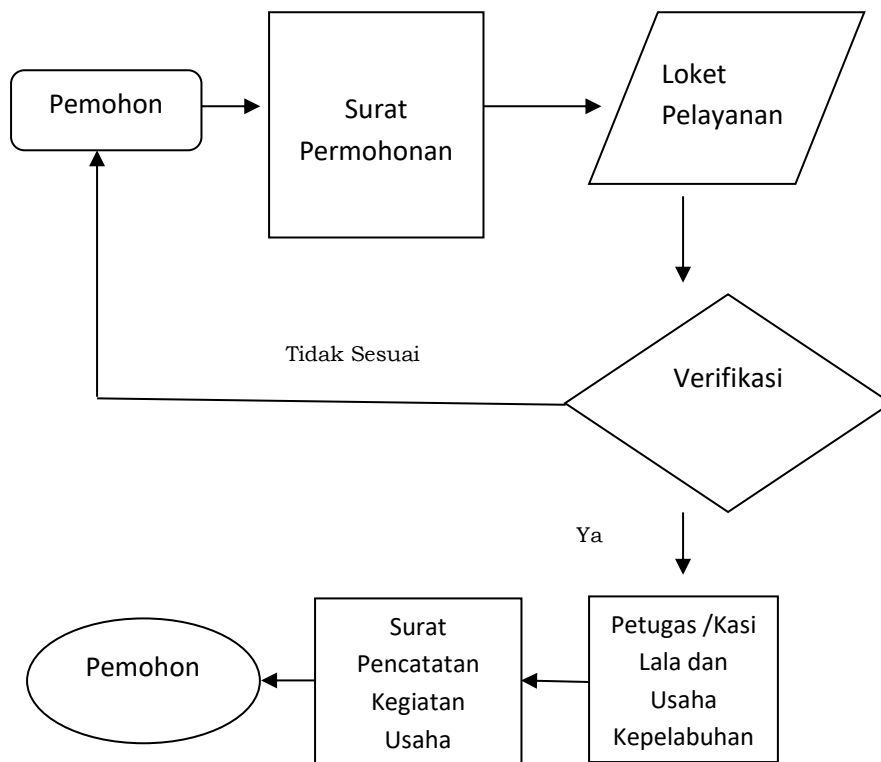 Pemohon
Surat
Permohonan
Loket
Pelayanan
Tidak Sesuai
Verifikasi
Ya
Petugas /Kasi
Lala dan
Usaha
Kepelabuhan
Surat
Pencatatan
Kegiatan
Usaha
Pemohon